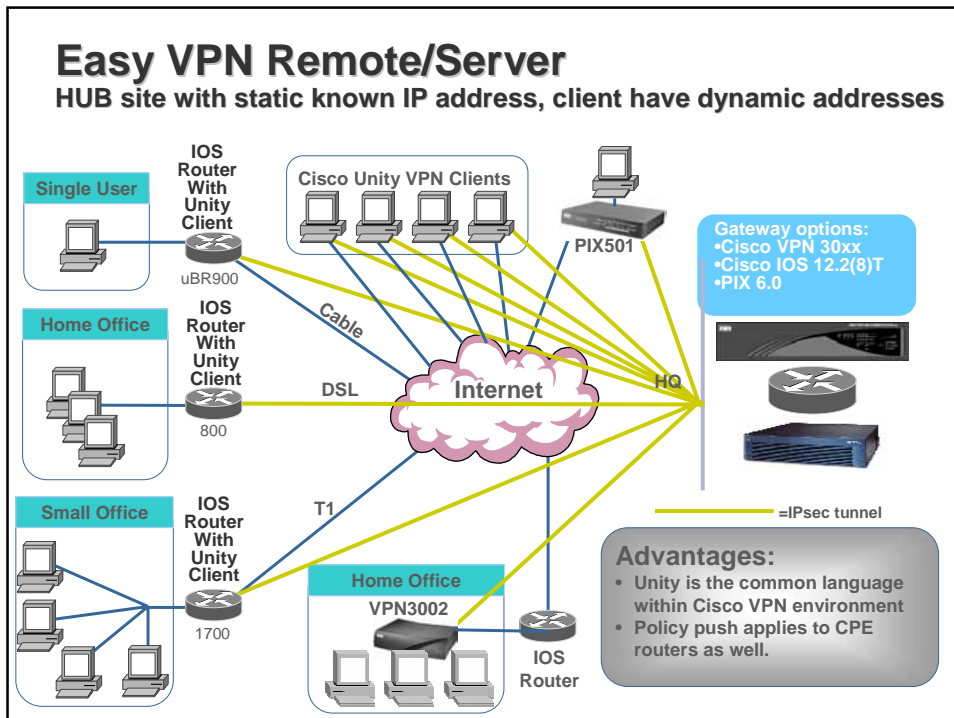 Easy VPN Remote/Server
HUB site with static known IP address, client have dynamic addresses
Single User
IOS
Router
With
Unity
Client
uBR900
Cisco Unity VPN Clients
PIX501
Gateway options:
•Cisco VPN 30xx
•Cisco IOS 12.2(8)T
•PIX 6.0
Home Office
IOS
Router
With
Unity
Client
800
Cable
DSL
Internet
HQ
Small Office
IOS
Router
With
Unity
Client
1700
T1
Home Office
VPN3002
IOS
Router
=IPsec tunnel
Advantages:
• Unity is the common language
within Cisco VPN environment
• Policy push applies to CPE
routers as well.